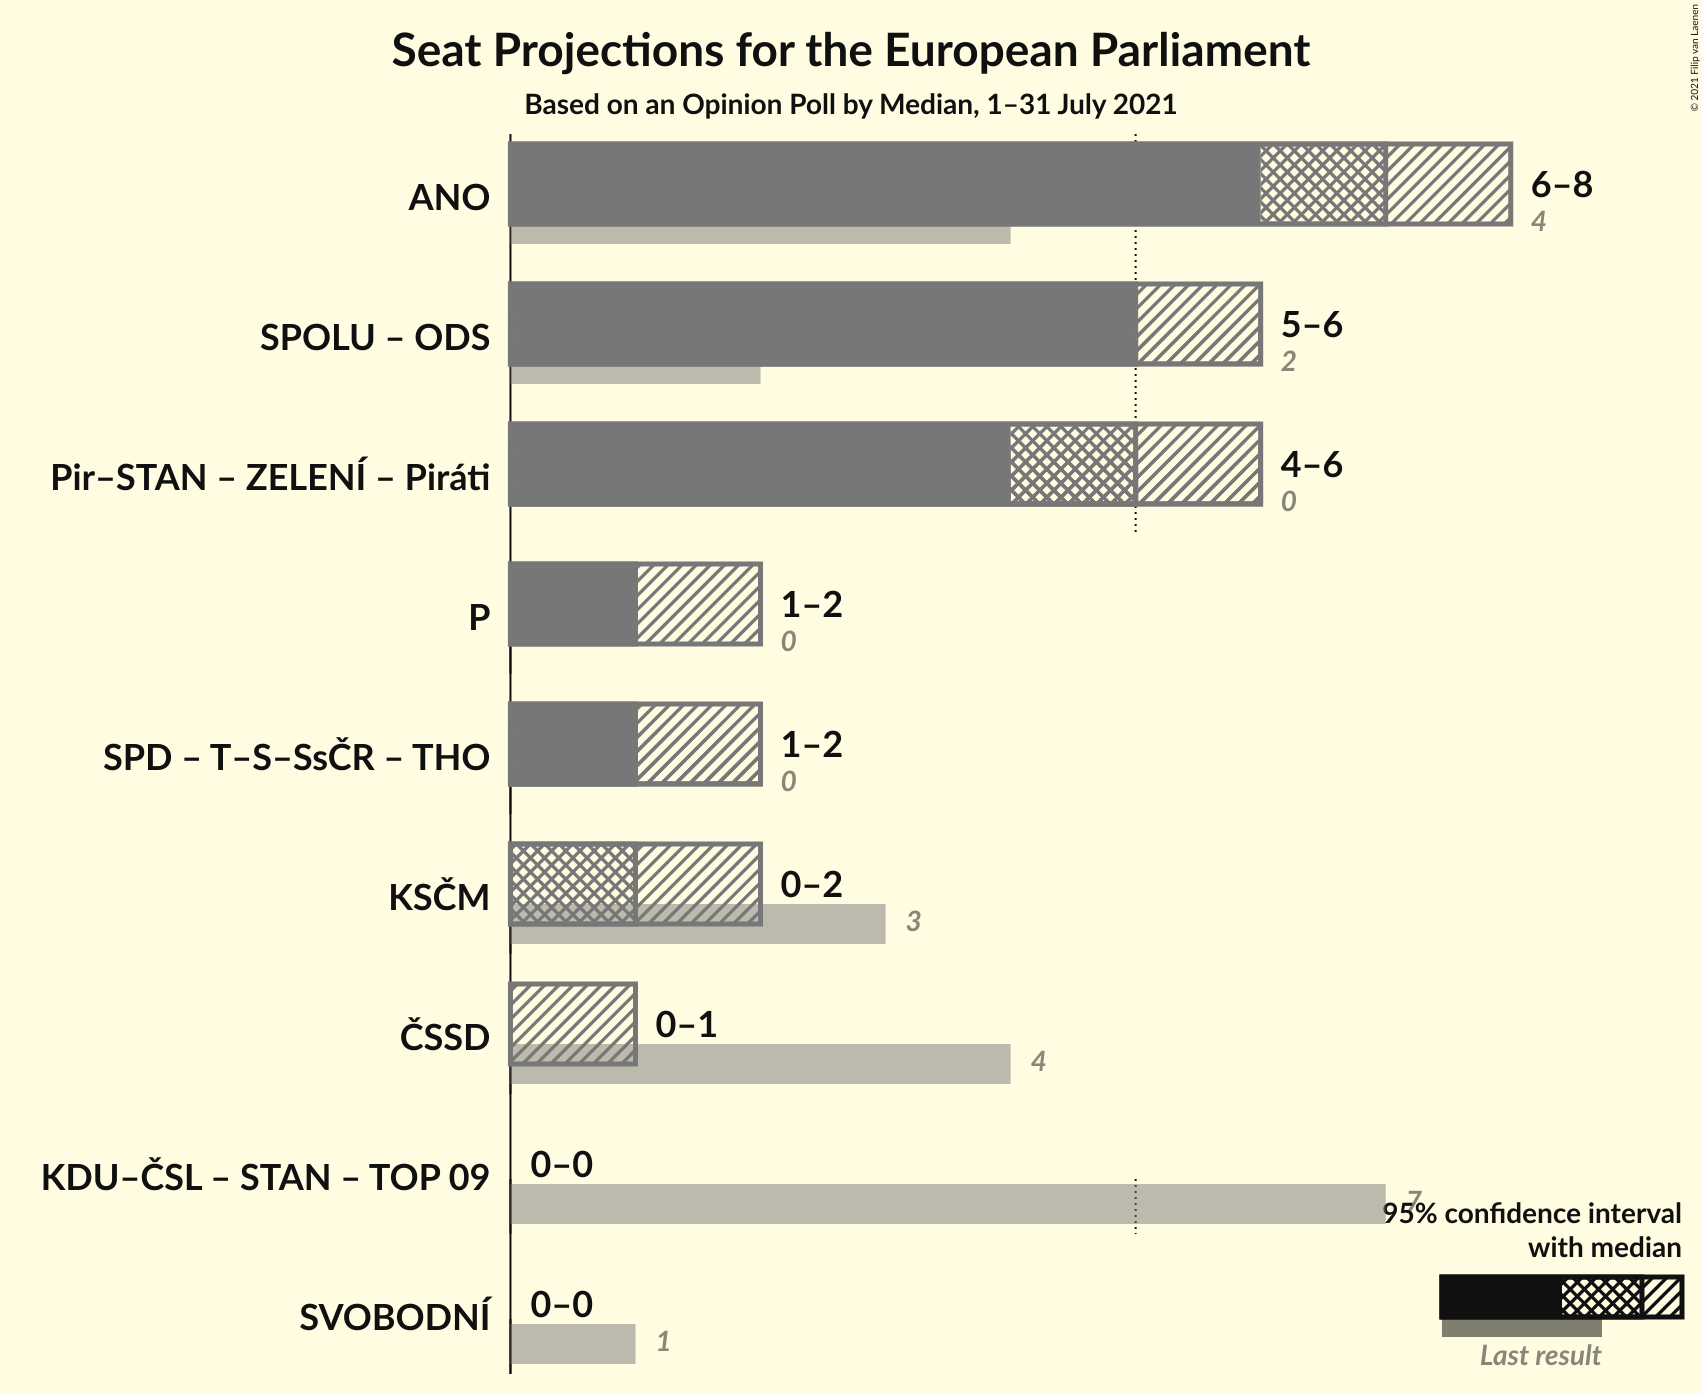 Seat Projections for the European Parliament
Based on an Opinion Poll by Median, 1–31 July 2021
© 2021 Filip van Laenen
ANO
6–8
4
SPOLU – ODS
5–6
2
Pir–STAN – ZELENÍ – Piráti
4–6
0
P
1–2
0
SPD – T–S–SsČR – THO
1–2
0
KSČM
0–2
3
ČSSD
0–1
4
KDU–ČSL – STAN – TOP 09
0–0
7
SVOBODNÍ
0–0
1
95% confidence interval
with median
Last result